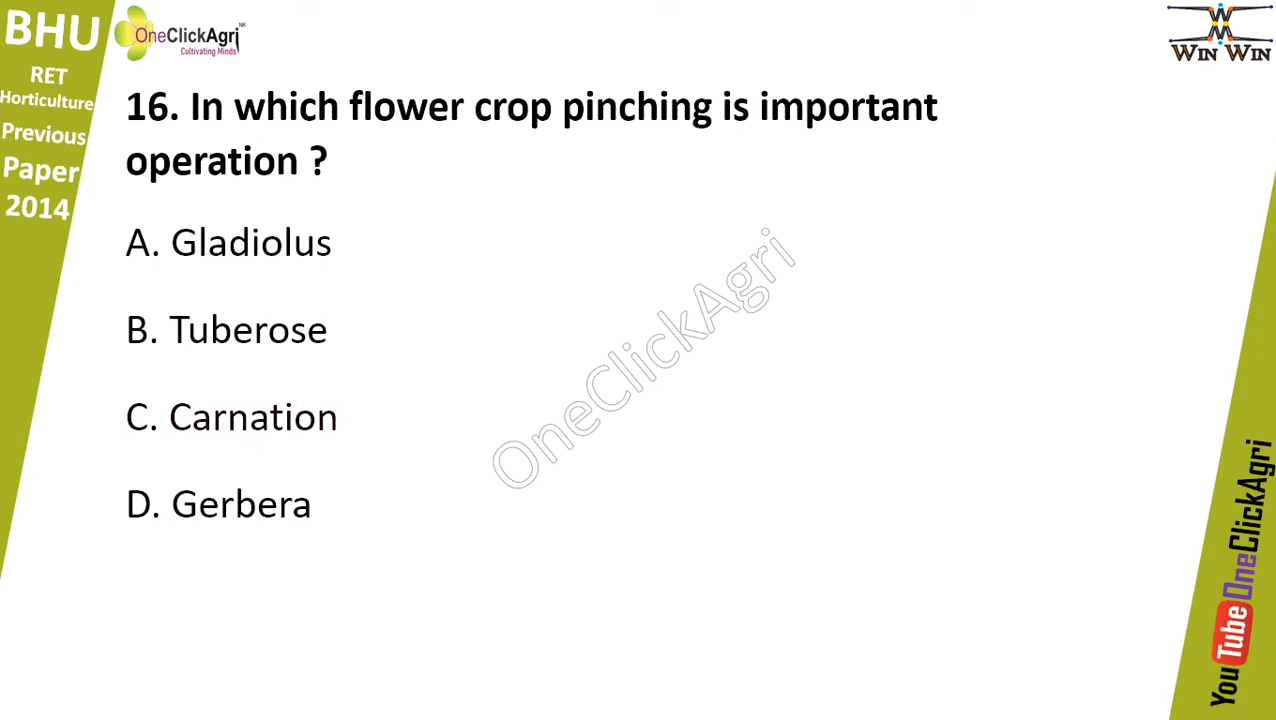 BHU
RET
Horticulture
Previous
Paper
2014
OneClickAgri NK
Cultivating Minds
WIN WIN
16. In which flower crop pinching is important
operation ?
A. Gladiolus
B. Tuberose
C. Carnation
D. Gerbera
OneClickAgri
YouTube OneClickAgri